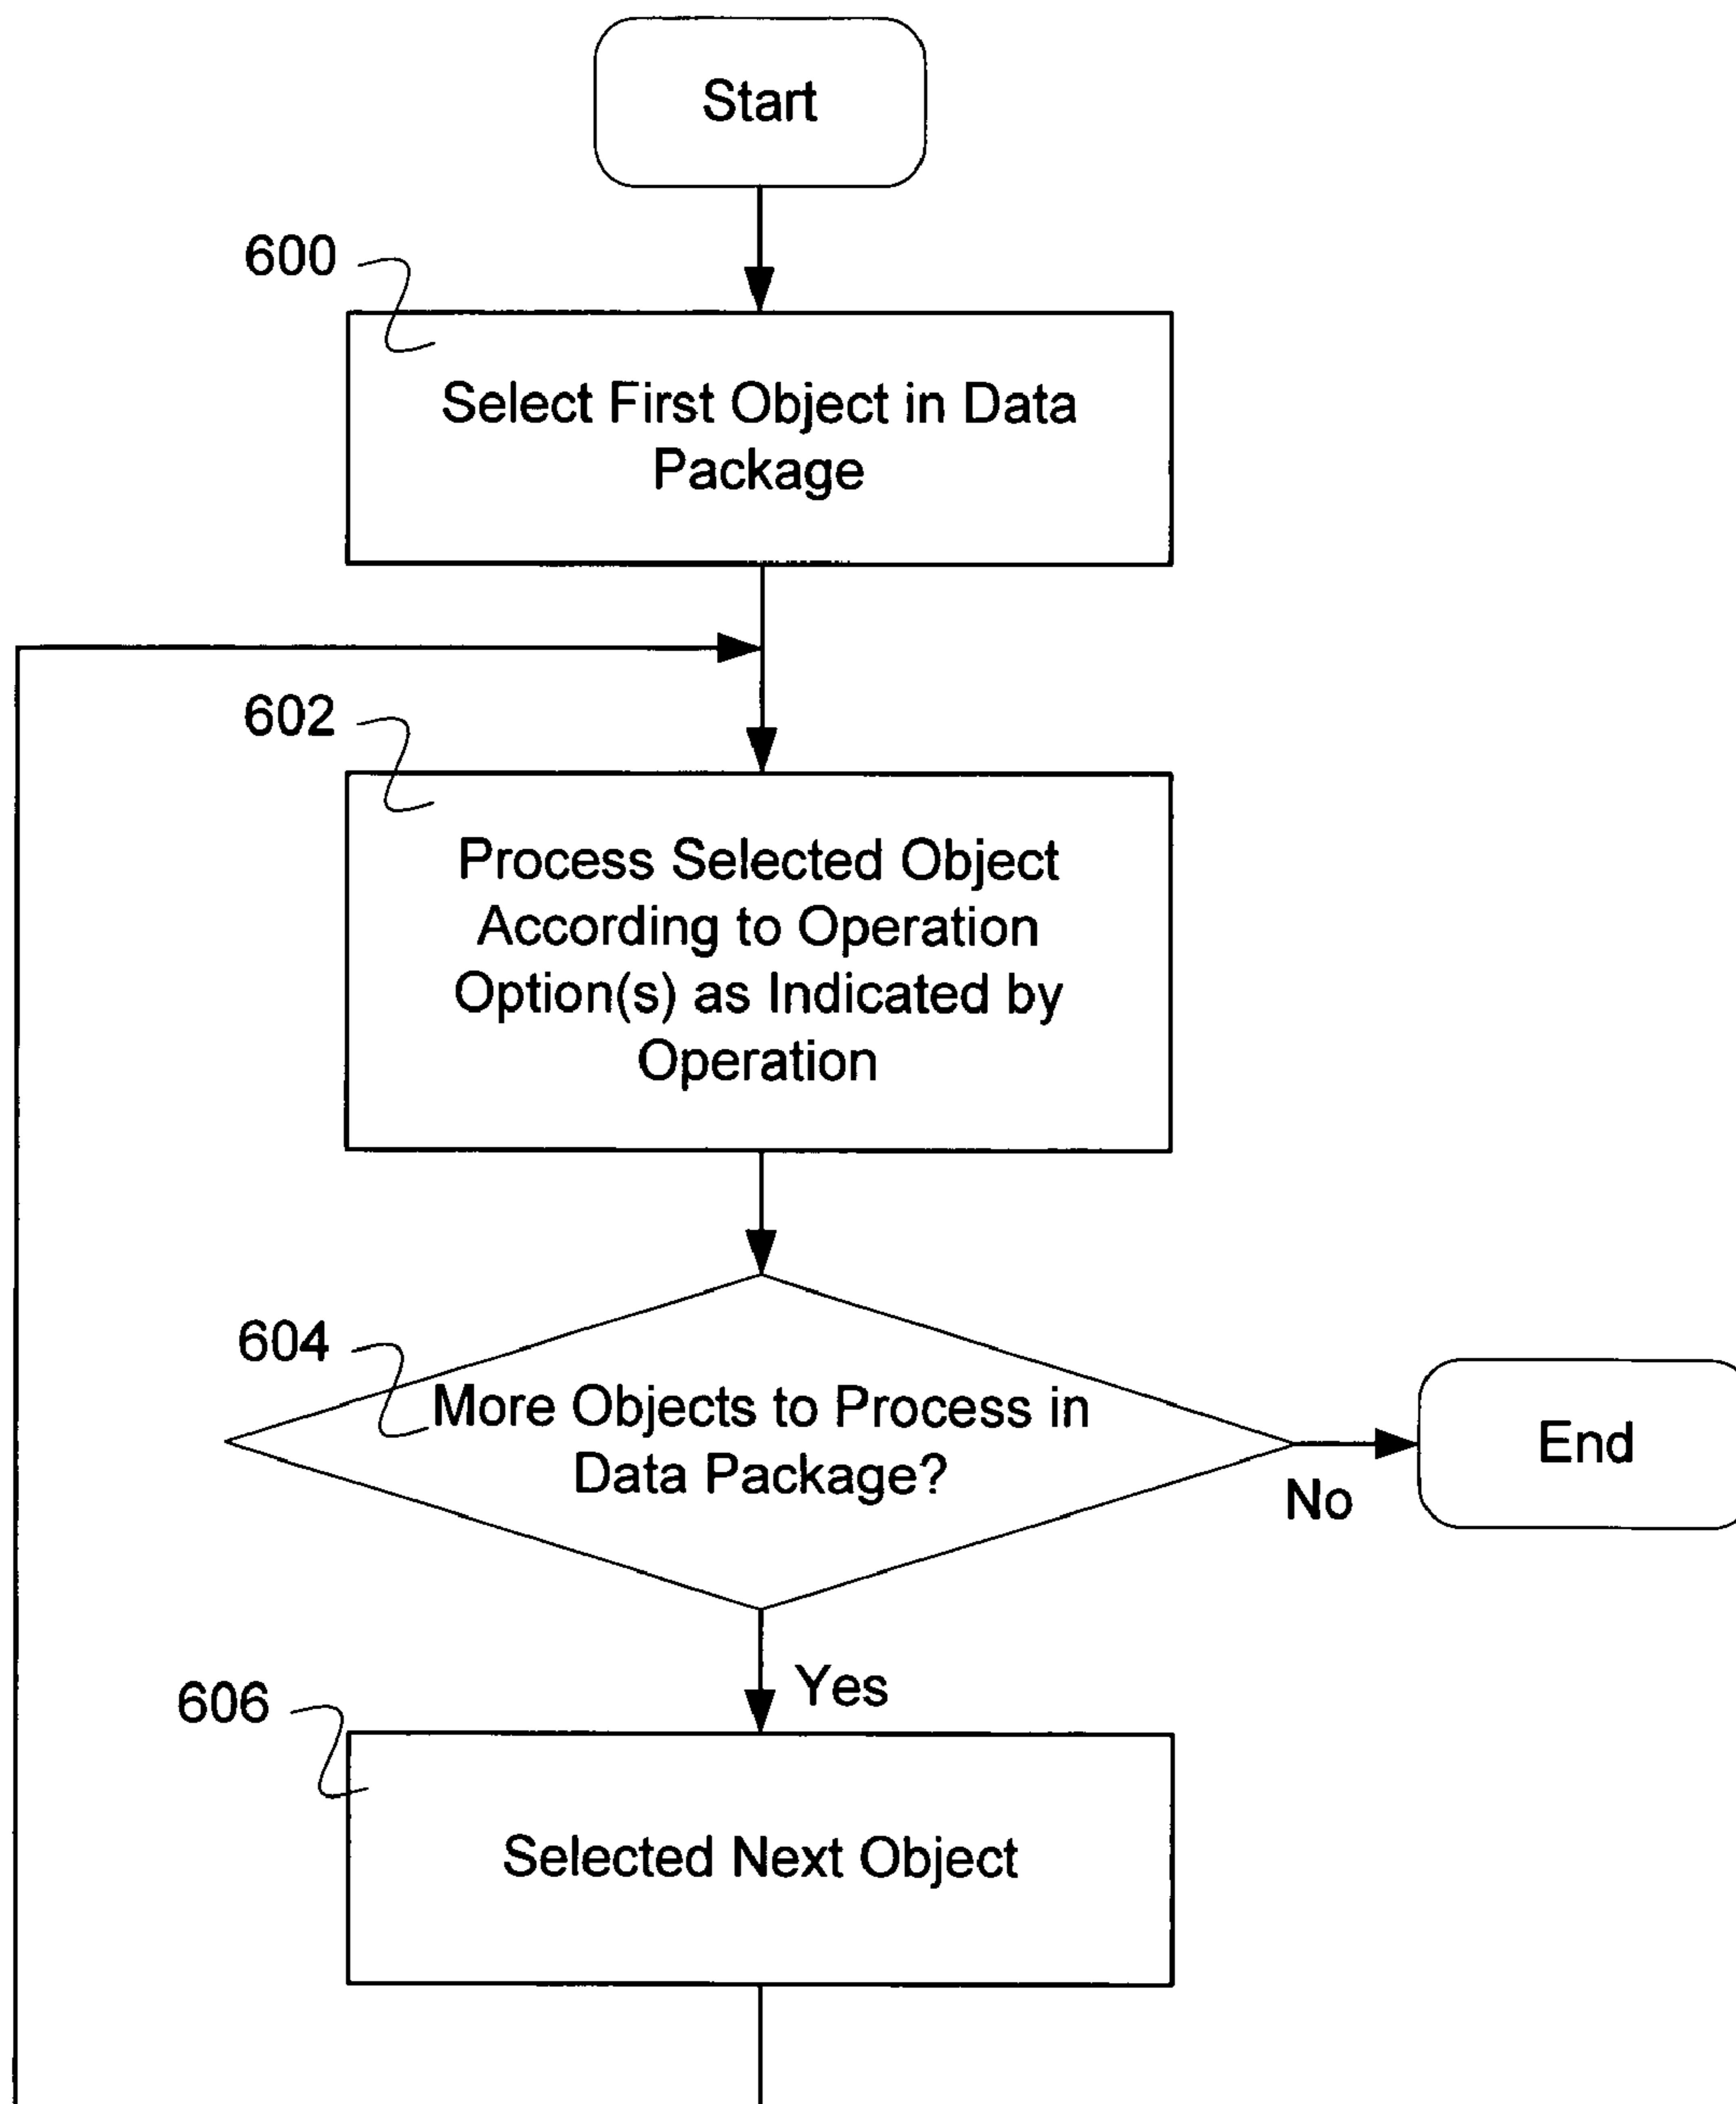 Start
600
Select First Object in Data
Package
602
Process Selected Object
According to Operation
Option(s) as Indicated by
Operation
604
More Objects to Process in
Data Package?
End
No
Yes
606
Selected Next Object